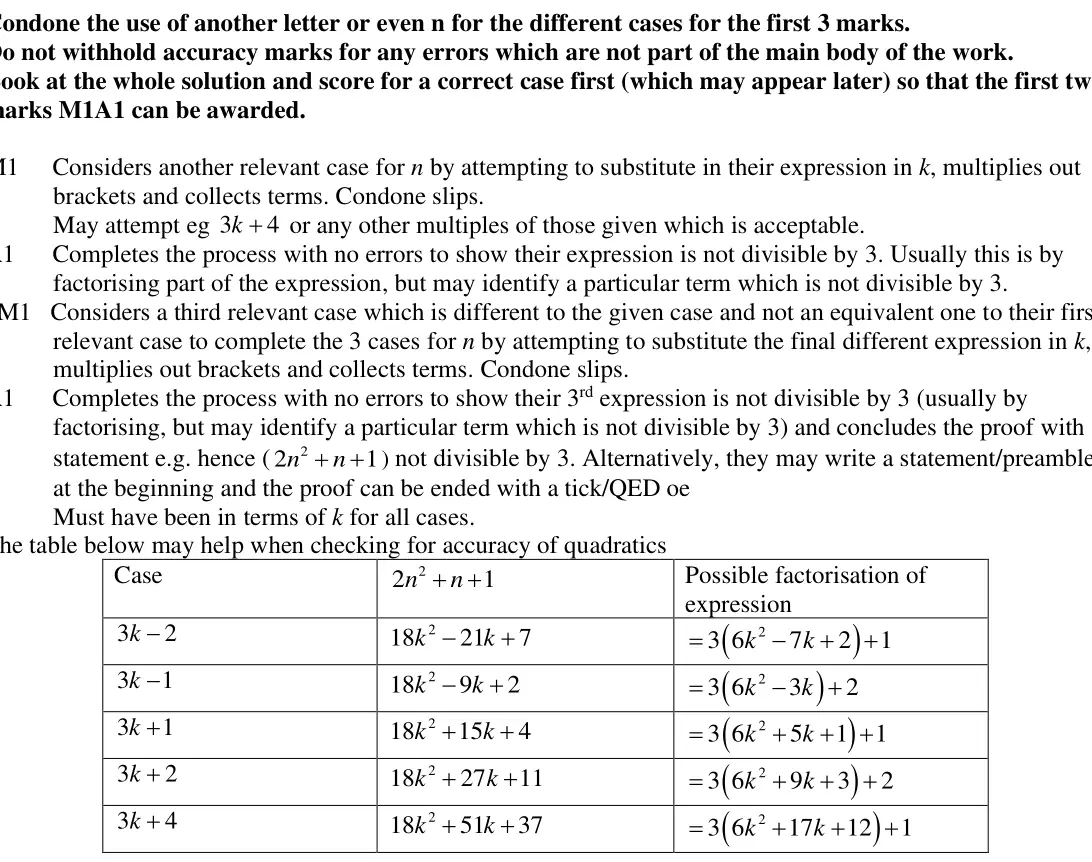 ondone the use of another letter or even n for the different cases for the first 3 marks.
o not withhold accuracy marks for any errors which are not part of the main body of the work.
ook at the whole solution and score for a correct case first (which may appear later) so that the first tw
arks M1A1 can be awarded.
M1 Considers another relevant case for n by attempting to substitute in their expression in k, multiplies out
brackets and collects terms. Condone slips.
May attempt eg 3k + 4 or any other multiples of those given which is acceptable.
1 Completes the process with no errors to show their expression is not divisible by 3. Usually this is by
factorising part of the expression, but may identify a particular term which is not divisible by 3.
M1 Considers a third relevant case which is different to the given case and not an equivalent one to their firs
relevant case to complete the 3 cases for n by attempting to substitute the final different expression in k,
multiplies out brackets and collects terms. Condone slips.
1 Completes the process with no errors to show their 3rd expression is not divisible by 3 (usually by
factorising, but may identify a particular term which is not divisible by 3) and concludes the proof with
statement e.g. hence (2n² + n + 1) not divisible by 3. Alternatively, they may write a statement/preamble
at the beginning and the proof can be ended with a tick/QED oe
Must have been in terms of k for all cases.
he table below may help when checking for accuracy of quadratics
Case 2n² + n + 1 Possible factorisation of
expression
3k − 2 18k² − 21k + 7 = 3(6k² − 7k + 2) + 1
3k − 1 18k² − 9k + 2 = 3(6k² − 3k) + 2
3k + 1 18k² + 15k + 4 = 3(6k² + 5k + 1) + 1
3k + 2 18k² + 27k + 11 = 3(6k² + 9k + 3) + 2
3k + 4 18k² + 51k + 37 = 3(6k² + 17k + 12) + 1